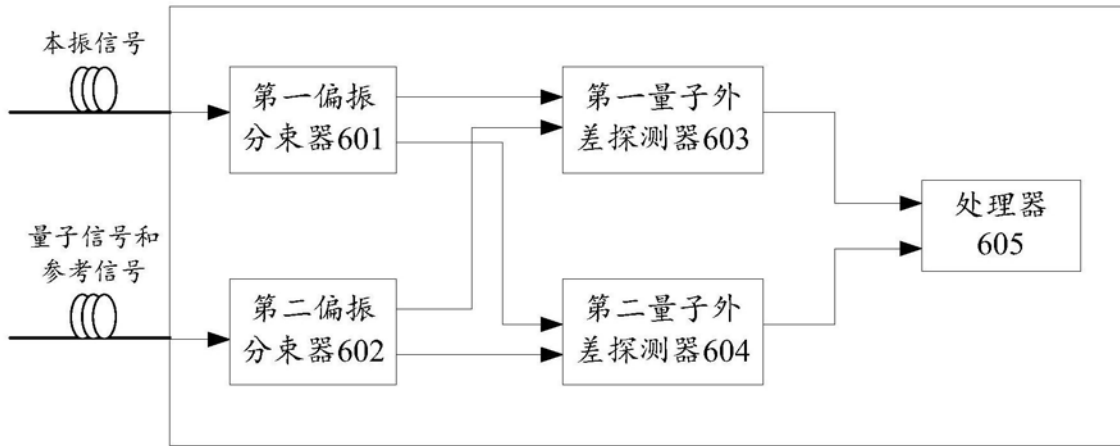 本振信号
第一偏振
分束器601
第一量子外
差探测器603
处理器
605
量子信号和
参考信号
第二偏振
分束器602
第二量子外
差探测器604